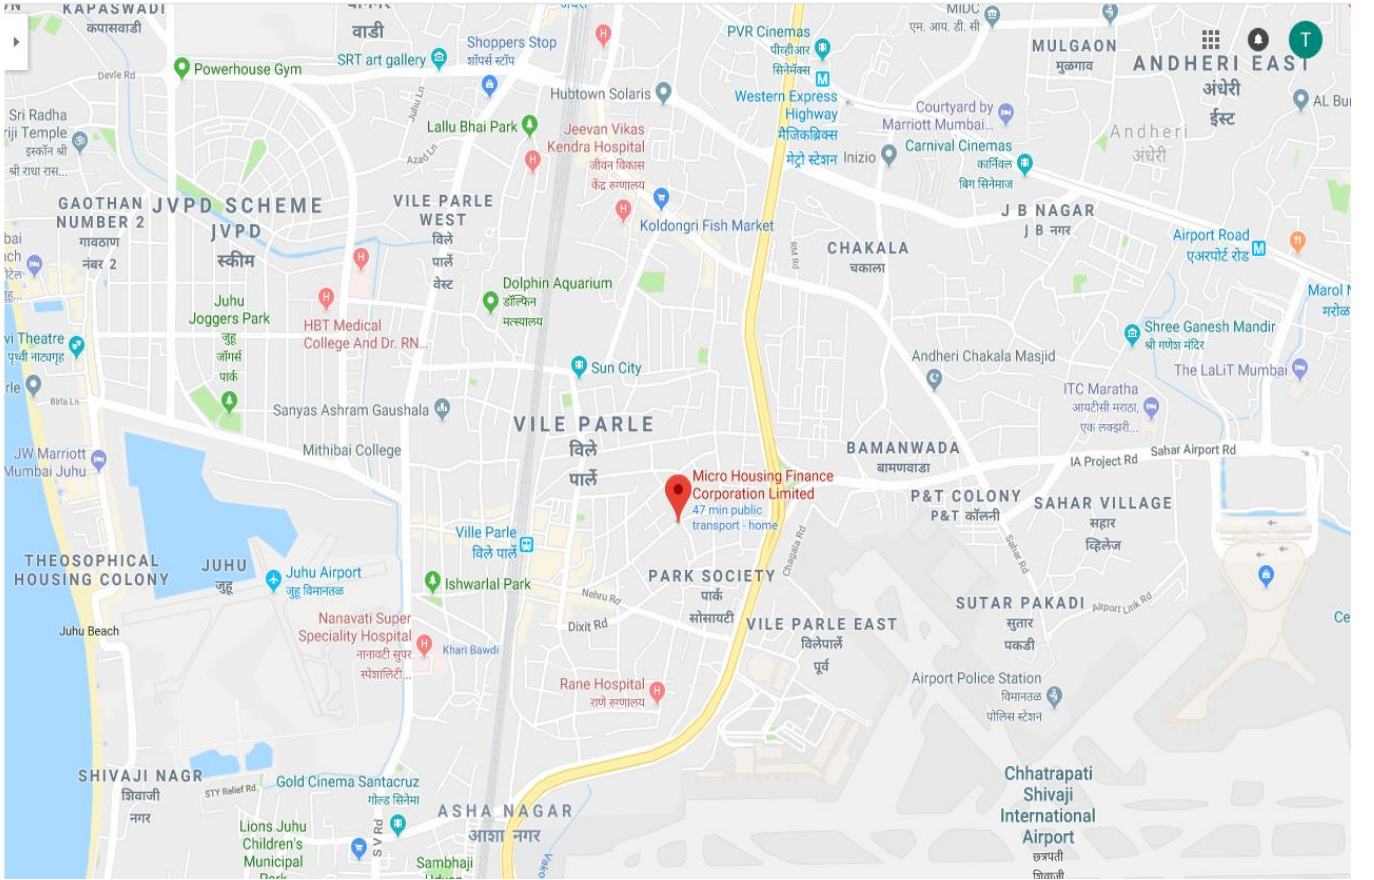 KAPASWADI
कपासवाडी
वाडी
Devle Rd
Powerhouse Gym
SRT art gallery
Shoppers Stop
शॉपर्स स्टॉप
Juhu Ln
Hubtown Solaris
PVR Cinemas
पीव्हीआर
सिनेमॅक्स
Western Express
Highway
मॅजिकब्रिक्स
मेट्रो स्टेशन
MIDC
एम. आय. डी. सी
MULGAON
मुळगाव
T
ANDHERI EAST
अंधेरी
ईस्ट
Courtyard by
Marriott Mumbai...
Andheri
अंधेरी
Sri Radha
इस्कॉन श्री
श्री राधा रास...
Lallu Bhai Park
Azad Ln
Jeevan Vikas
Kendra Hospital
जीवन विकास
केंद्र रुग्णालय
Inizio
Carnival Cinemas
कार्निवल
बिग सिनेमाज
GAOTHAN
NUMBER 2
गावठाण
नंबर 2
JVPD SCHEME
JVPD
स्कीम
VILE PARLE
WEST
विले
पार्ले
वेस्ट
Koldongri Fish Market
J B NAGAR
J B नगर
CHAKALA
चकाला
Airport Road
एअरपोर्ट रोड
Juhu
Joggers Park
जुहू
जॉगर्स
पार्क
HBT Medical
College And Dr. RN...
Dolphin Aquarium
डॉल्फिन
मत्स्यालय
Shree Ganesh Mandir
श्री गणेश मंदिर
Andheri Chakala Masjid
The LaLiT Mumbai
Sun City
ITC Maratha
आयटीसी मराठा,
एक लक्झरी...
Birla Ln
Sanyas Ashram Gaushala
Mithibai College
VILE PARLE
विले
पार्ले
BAMANWADA
बामणवाडा
IA Project Rd
Sahar Airport Rd
JW Marriott
Mumbai Juhu
Micro Housing Finance
Corporation Limited
47 min public
transport - home
P&T COLONY
P&T कॉलनी
SAHAR VILLAGE
सहार
व्हिलेज
Ville Parle
विले पार्ले
Chagala Rd
Sahar Rd
THEOSOPHICAL
HOUSING COLONY
JUHU
जुहू
Juhu Airport
जुहू विमानतळ
Ishwarlal Park
Nehru Rd
Dixit Rd
PARK SOCIETY
पार्क
सोसायटी
VILE PARLE EAST
विलेपार्ले
पूर्व
SUTAR PAKADI
सुतार
पकडी
Airport Link Rd
Juhu Beach
Nanavati Super
Speciality Hospital
नानावटी सुपर
स्पेशालिटी...
Khari Bawdi
Rane Hospital
राणे रुग्णालय
Airport Police Station
विमानतळ
पोलिस स्टेशन
SHIVAJI NAGR
शिवाजी
नगर
STY Relief Rd
Gold Cinema Santacruz
गोल्ड सिनेमा
S V Rd
ASHA NAGAR
आशा नगर
Chhatrapati
Shivaji
International
Airport
छत्रपती
शिवाजी
Lions Juhu
Children's
Municipal
Park
Sambhaji